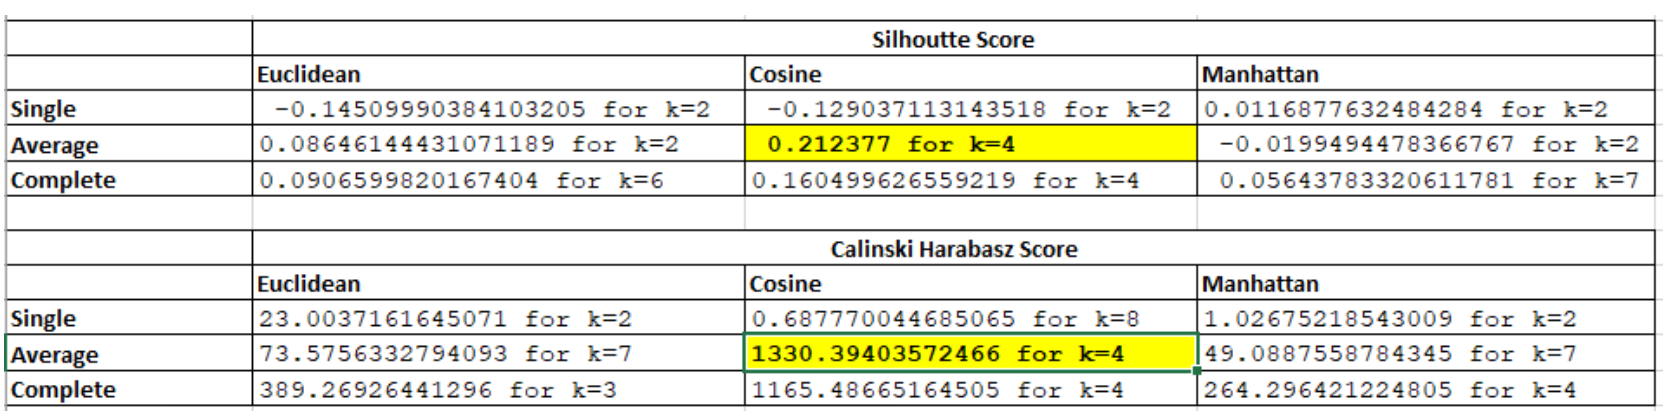 Silhoutte Score
Euclidean Cosine Manhattan
Single -0.14509990384103205 for k=2 -0.129037113143518 for k=2 0.0116877632484284 for k=2
Average 0.08646144431071189 for k=2 0.212377 for k=4 -0.0199494478366767 for k=2
Complete 0.0906599820167404 for k=6 0.160499626559219 for k=4 0.05643783320611781 for k=7
Calinski Harabasz Score
Euclidean Cosine Manhattan
Single 23.0037161645071 for k=2 0.687770044685065 for k=8 1.02675218543009 for k=2
Average 73.5756332794093 for k=7 1330.39403572466 for k=4 49.0887558784345 for k=7
Complete 389.26926441296 for k=3 1165.48665164505 for k=4 264.296421224805 for k=4